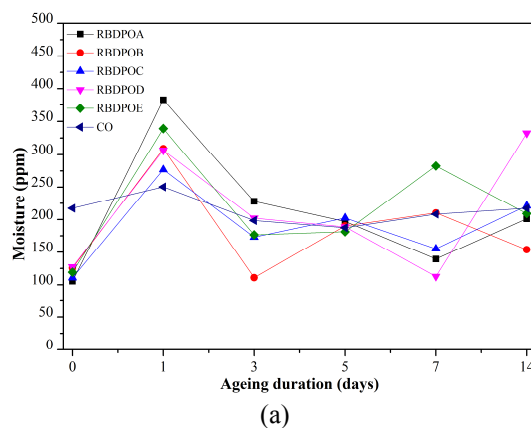 500
450
400
350
300
250
200
150
100
50
0
Moisture (ppm)
RBDPOA
RBDPOB
RBDPOC
RBDPOD
RBDPOE
CO
0 1 3 5 7 14
Ageing duration (days)
(a)